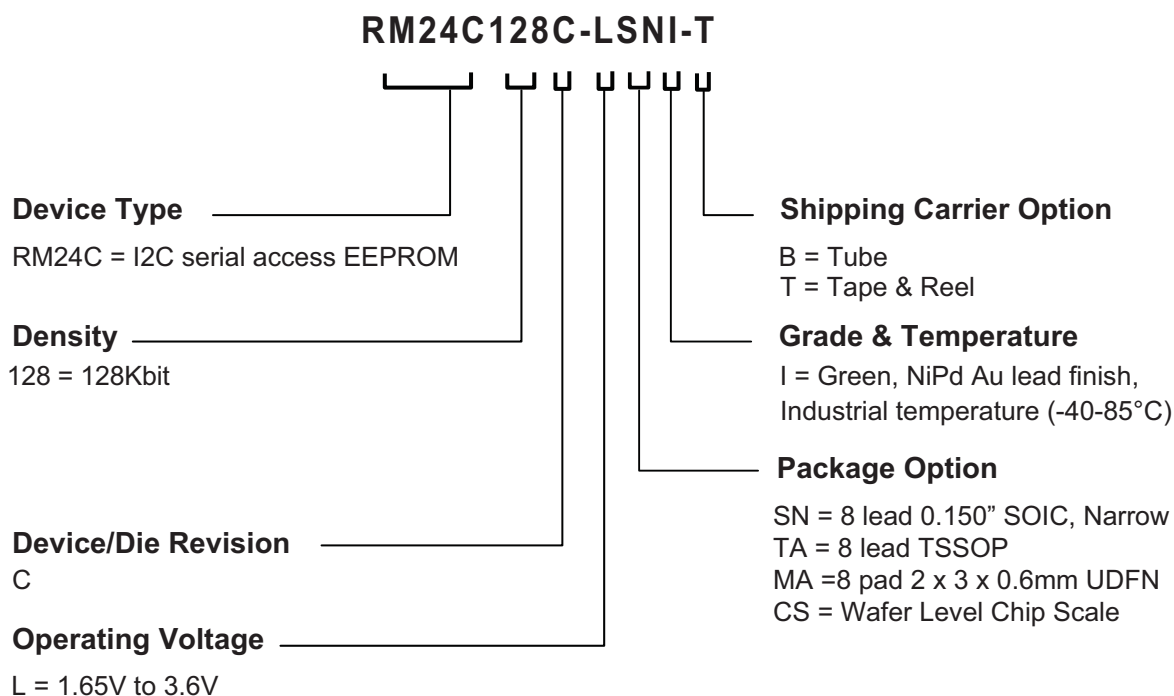 RM24C128C-LSNI-T
Device Type
RM24C = I2C serial access EEPROM
Density
128 = 128Kbit
Device/Die Revision
C
Operating Voltage
L = 1.65V to 3.6V
Shipping Carrier Option
B = Tube
T = Tape & Reel
Grade & Temperature
I = Green, NiPd Au lead finish,
Industrial temperature (-40-85°C)
Package Option
SN = 8 lead 0.150” SOIC, Narrow
TA = 8 lead TSSOP
MA =8 pad 2 x 3 x 0.6mm UDFN
CS = Wafer Level Chip Scale